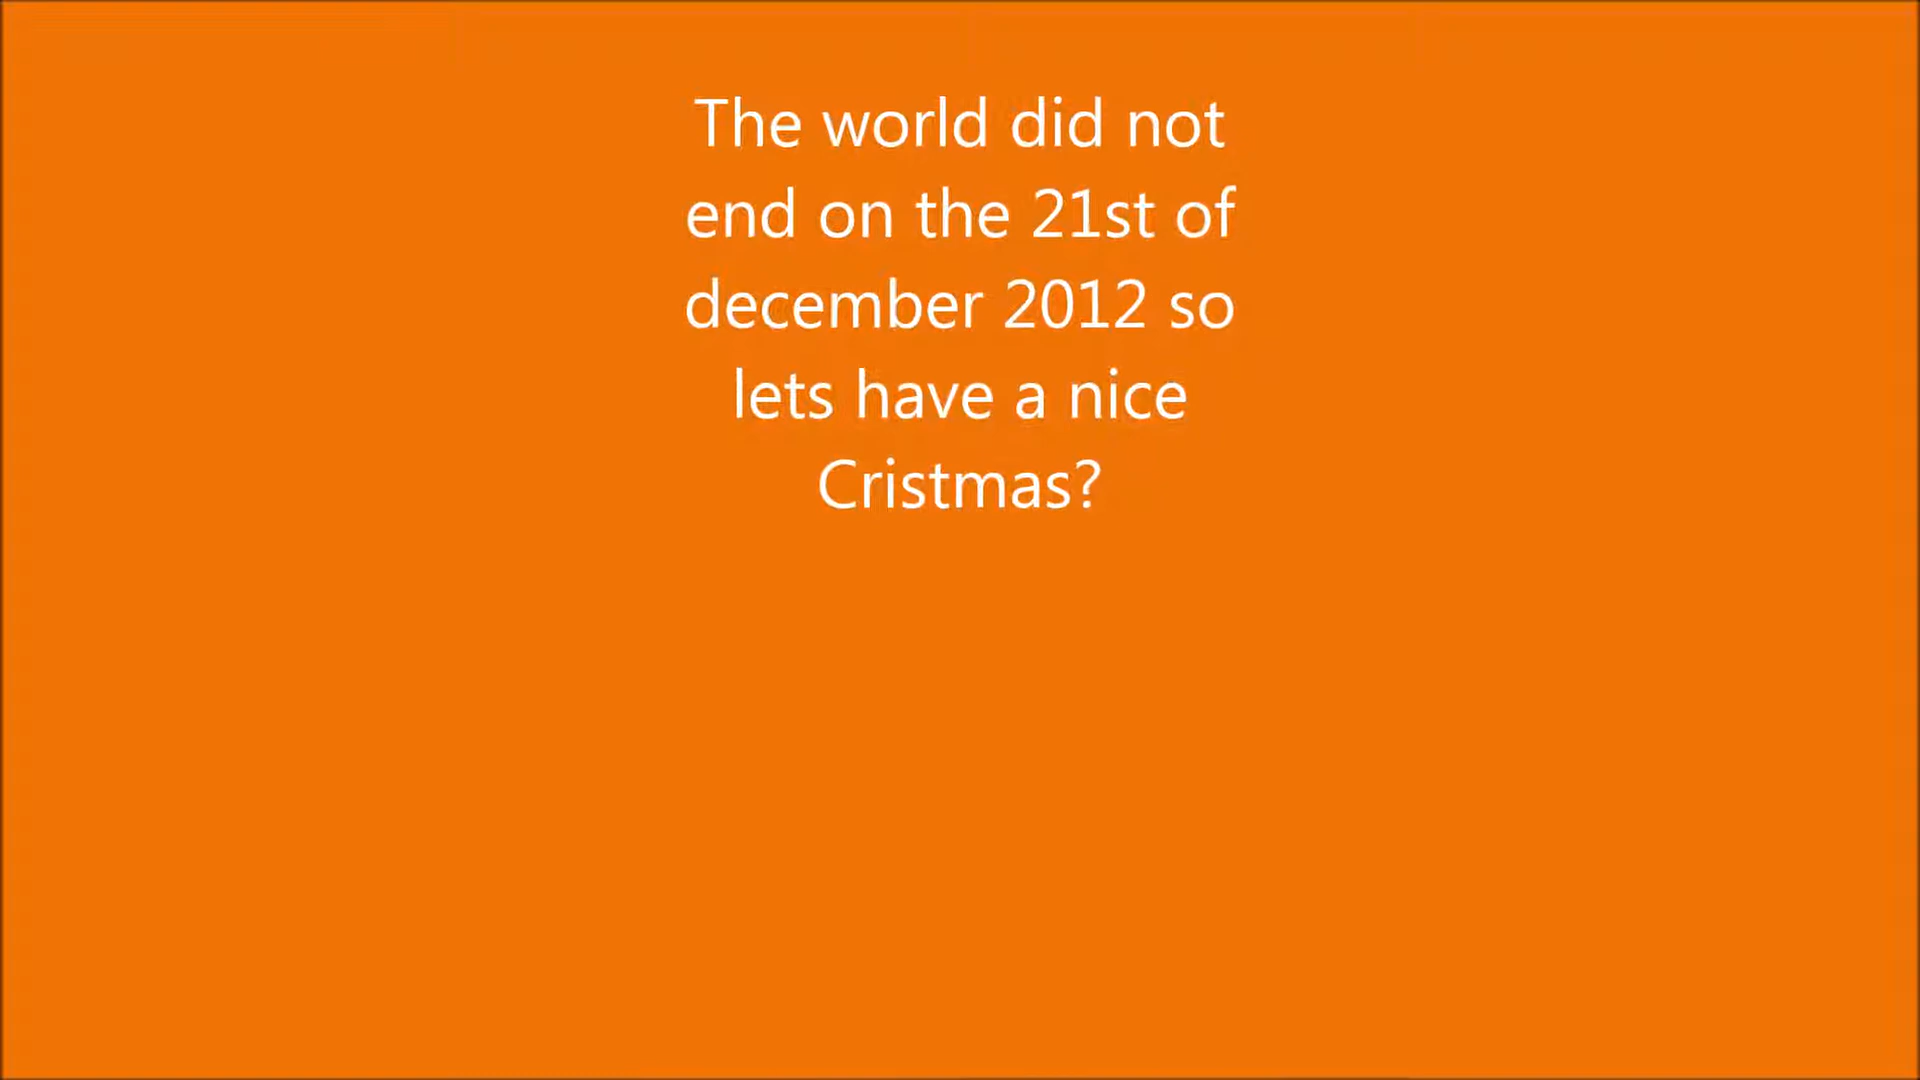 The world did not
end on the 21st of
december 2012 so
lets have a nice
Cristmas?